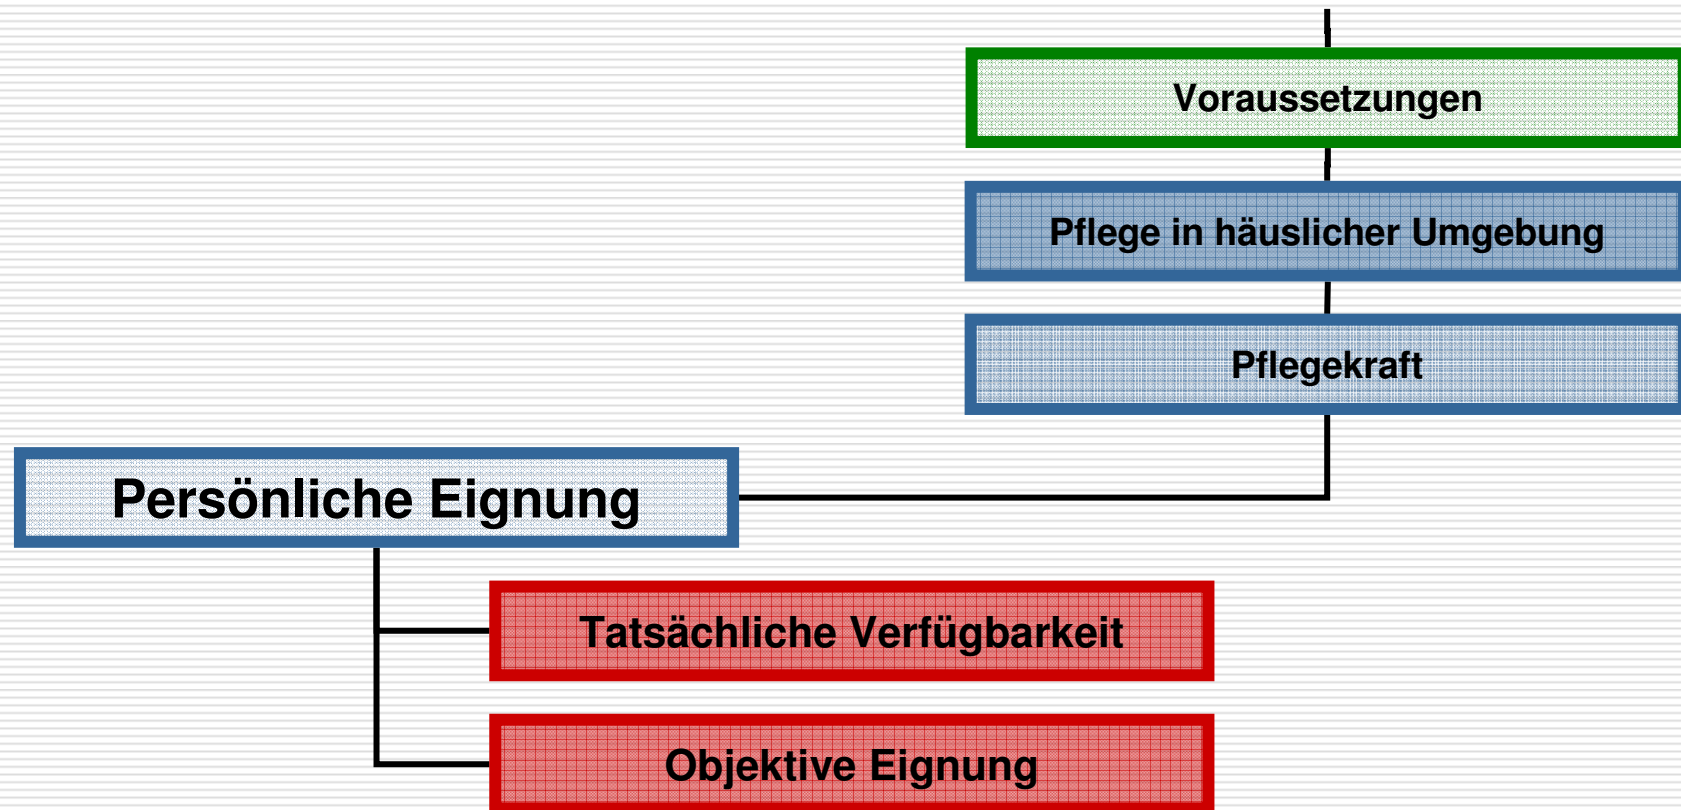 Voraussetzungen
Pflege in häuslicher Umgebung
Pflegekraft
Persönliche Eignung
Tatsächliche Verfügbarkeit
Objektive Eignung